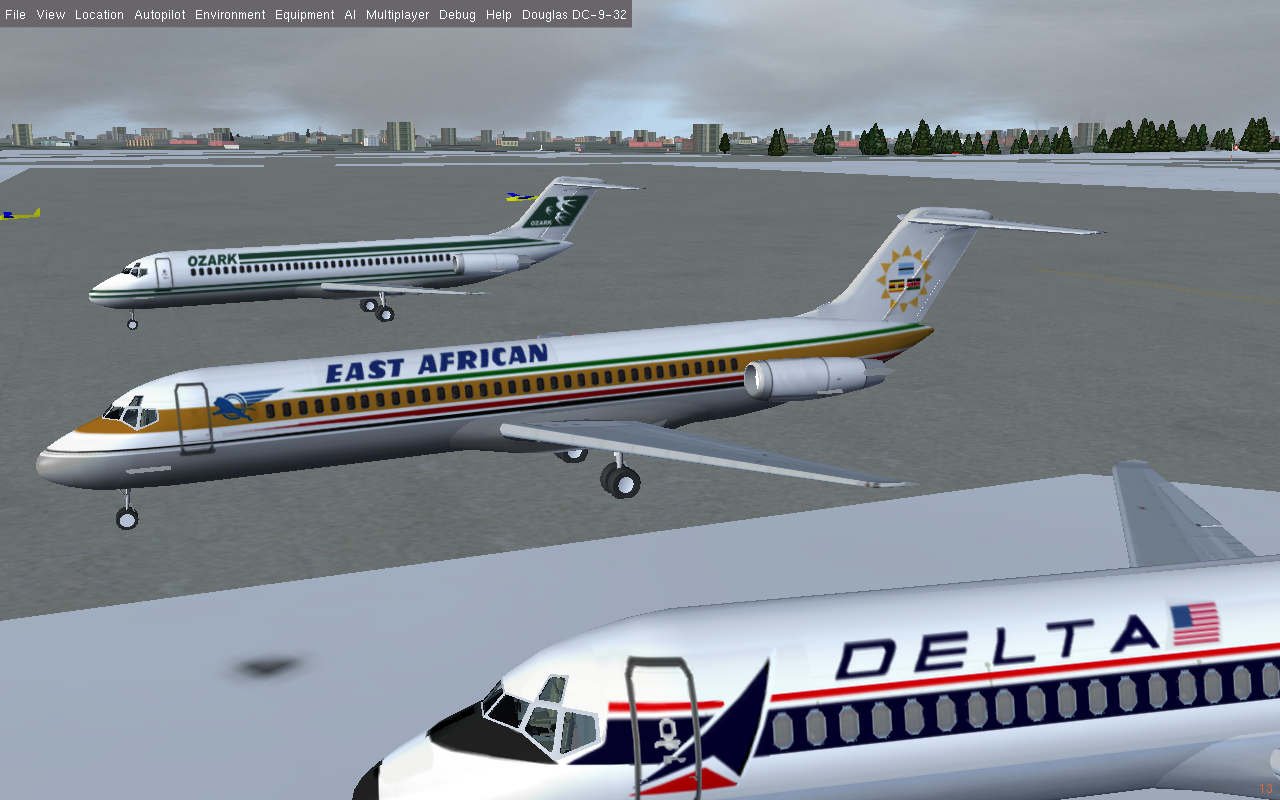 File View Location Autopilot Environment Equipment AI Multiplayer Debug Help Douglas DC-9-32
OZARK
OZARK
EAST AFRICAN
DELTA
13